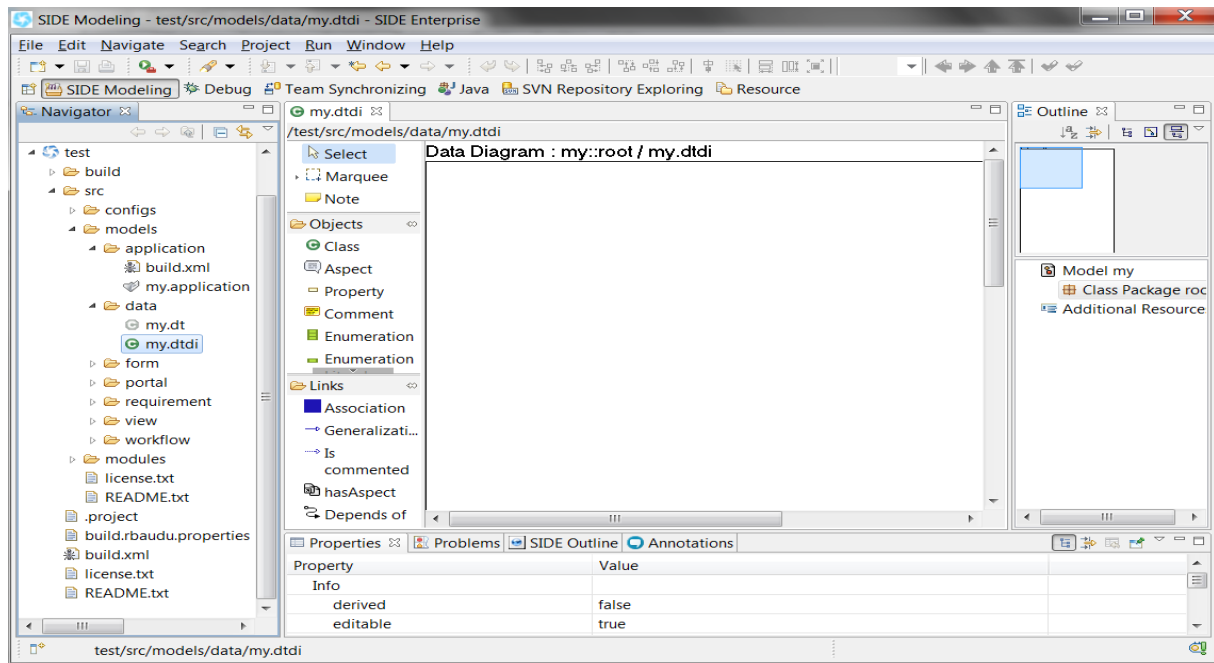 SIDE Modeling - test/src/models/data/my.dtdi - SIDE Enterprise
File Edit Navigate Search Project Run Window Help
SIDE Modeling Debug Team Synchronizing Java SVN Repository Exploring Resource
Navigator
test
build
src
configs
models
application
build.xml
my.application
data
my.dt
my.dtdi
form
portal
requirement
view
workflow
modules
license.txt
README.txt
.project
build.rbaudu.properties
build.xml
license.txt
README.txt
my.dtdi
/test/src/models/data/my.dtdi
Select
Marquee
Note
Objects
Class
Aspect
Property
Comment
Enumeration
Enumeration
Links
Association
Generalizati...
Is
commented
hasAspect
Depends of
Data Diagram : my::root / my.dtdi
Outline
Model my
Class Package roc
Additional Resource
Properties Problems SIDE Outline Annotations
Property Value
Info
derived false
editable true
test/src/models/data/my.dtdi